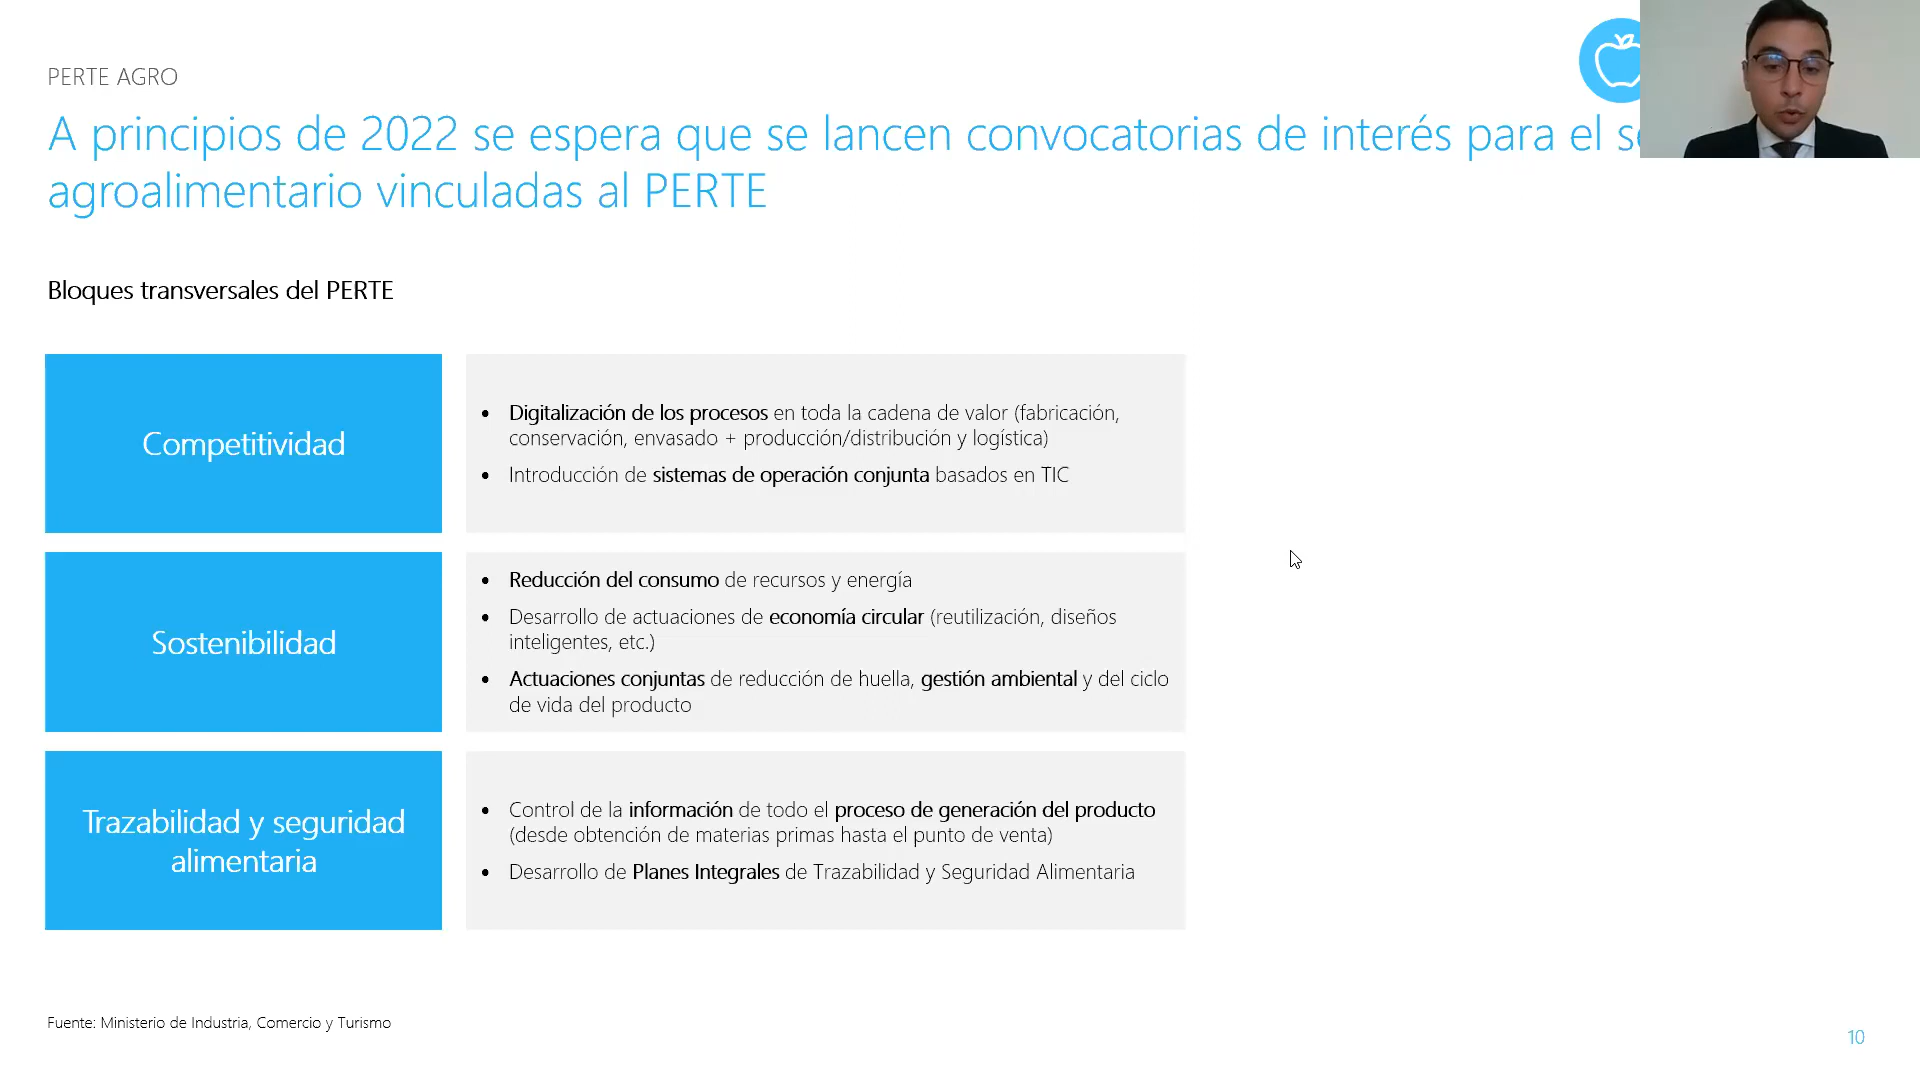 PERTE AGRO
A principios de 2022 se espera que se lancen convocatorias de interés para el
agroalimentario vinculadas al PERTE
Bloques transversales del PERTE
Competitividad
• Digitalización de los procesos en toda la cadena de valor (fabricación,
conservación, envasado + producción/distribución y logística)
• Introducción de sistemas de operación conjunta basados en TIC
Sostenibilidad
• Reducción del consumo de recursos y energía
• Desarrollo de actuaciones de economía circular (reutilización, diseños
inteligentes, etc.)
• Actuaciones conjuntas de reducción de huella, gestión ambiental y del ciclo
de vida del producto
Trazabilidad y seguridad
alimentaria
• Control de la información de todo el proceso de generación del producto
(desde obtención de materias primas hasta el punto de venta)
• Desarrollo de Planes Integrales de Trazabilidad y Seguridad Alimentaria
Fuente: Ministerio de Industria, Comercio y Turismo
10